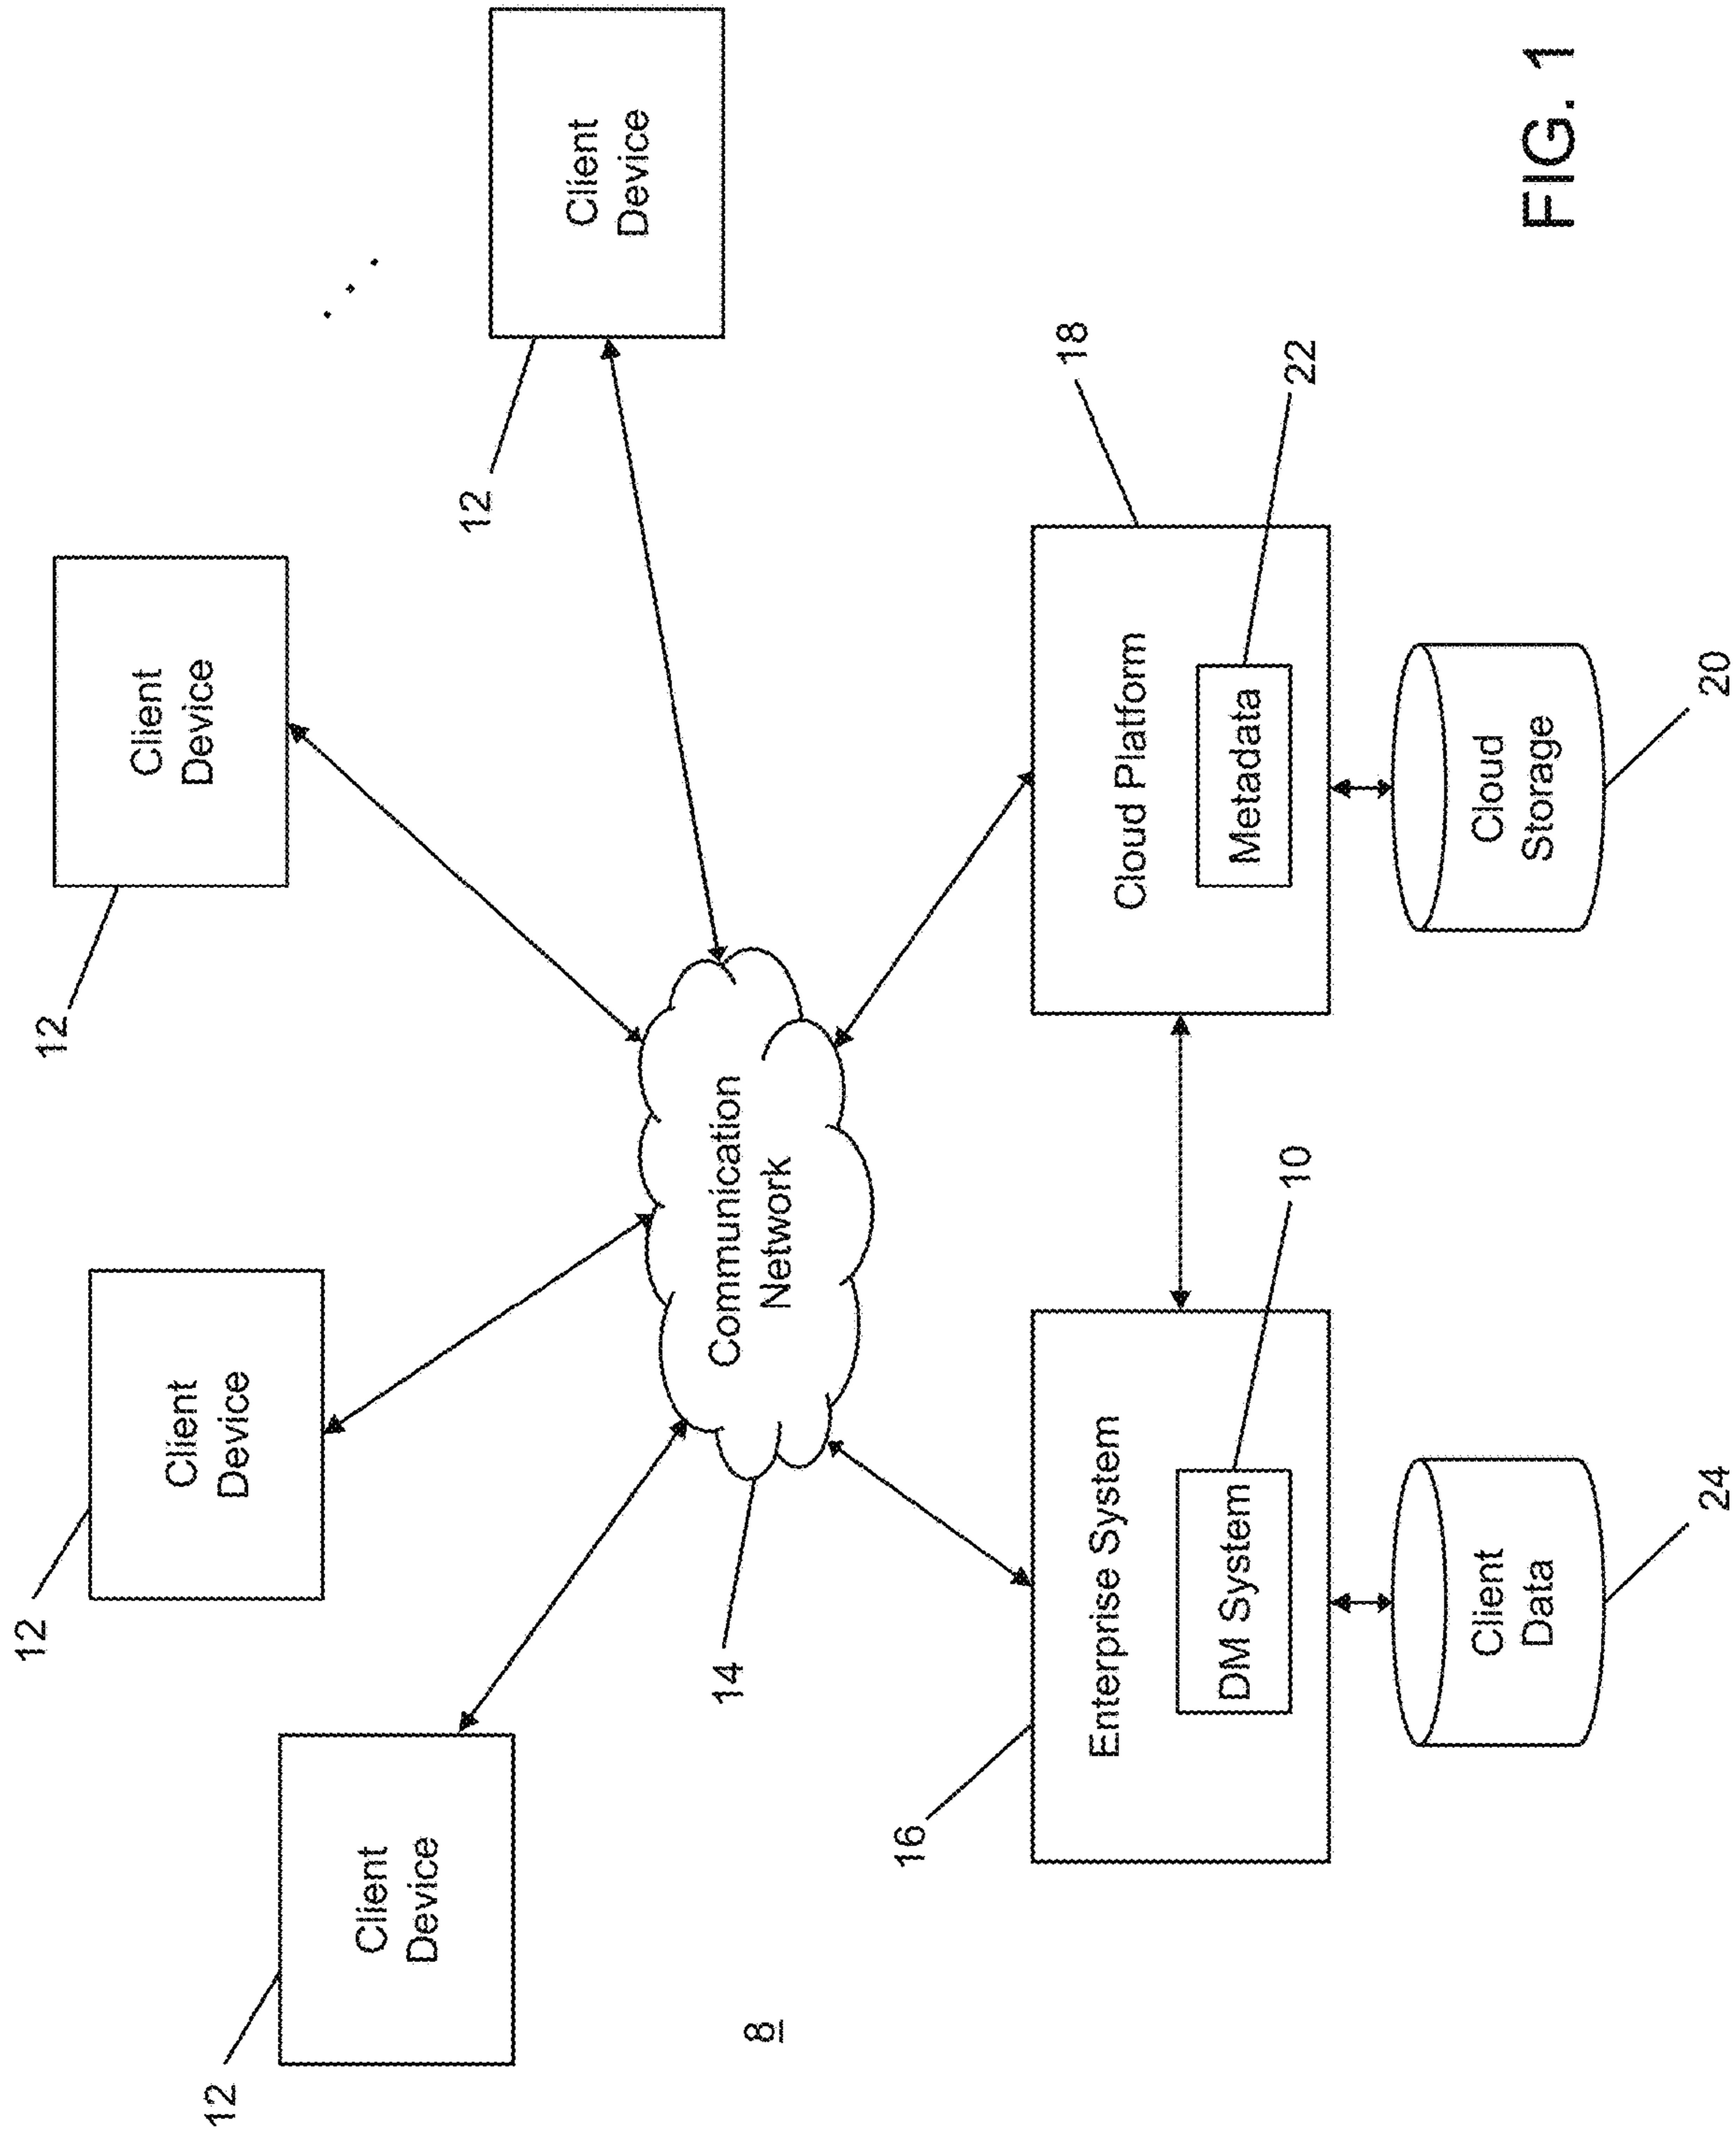 12
Client
Device
12
Client
Device
12
Client
Device
12
Client
Device
. . .
8
14
Communication
Network
16
Enterprise System
DM System
10
18
Cloud Platform
Metadata
22
Client
Data
24
Cloud
Storage
20
FIG. 1